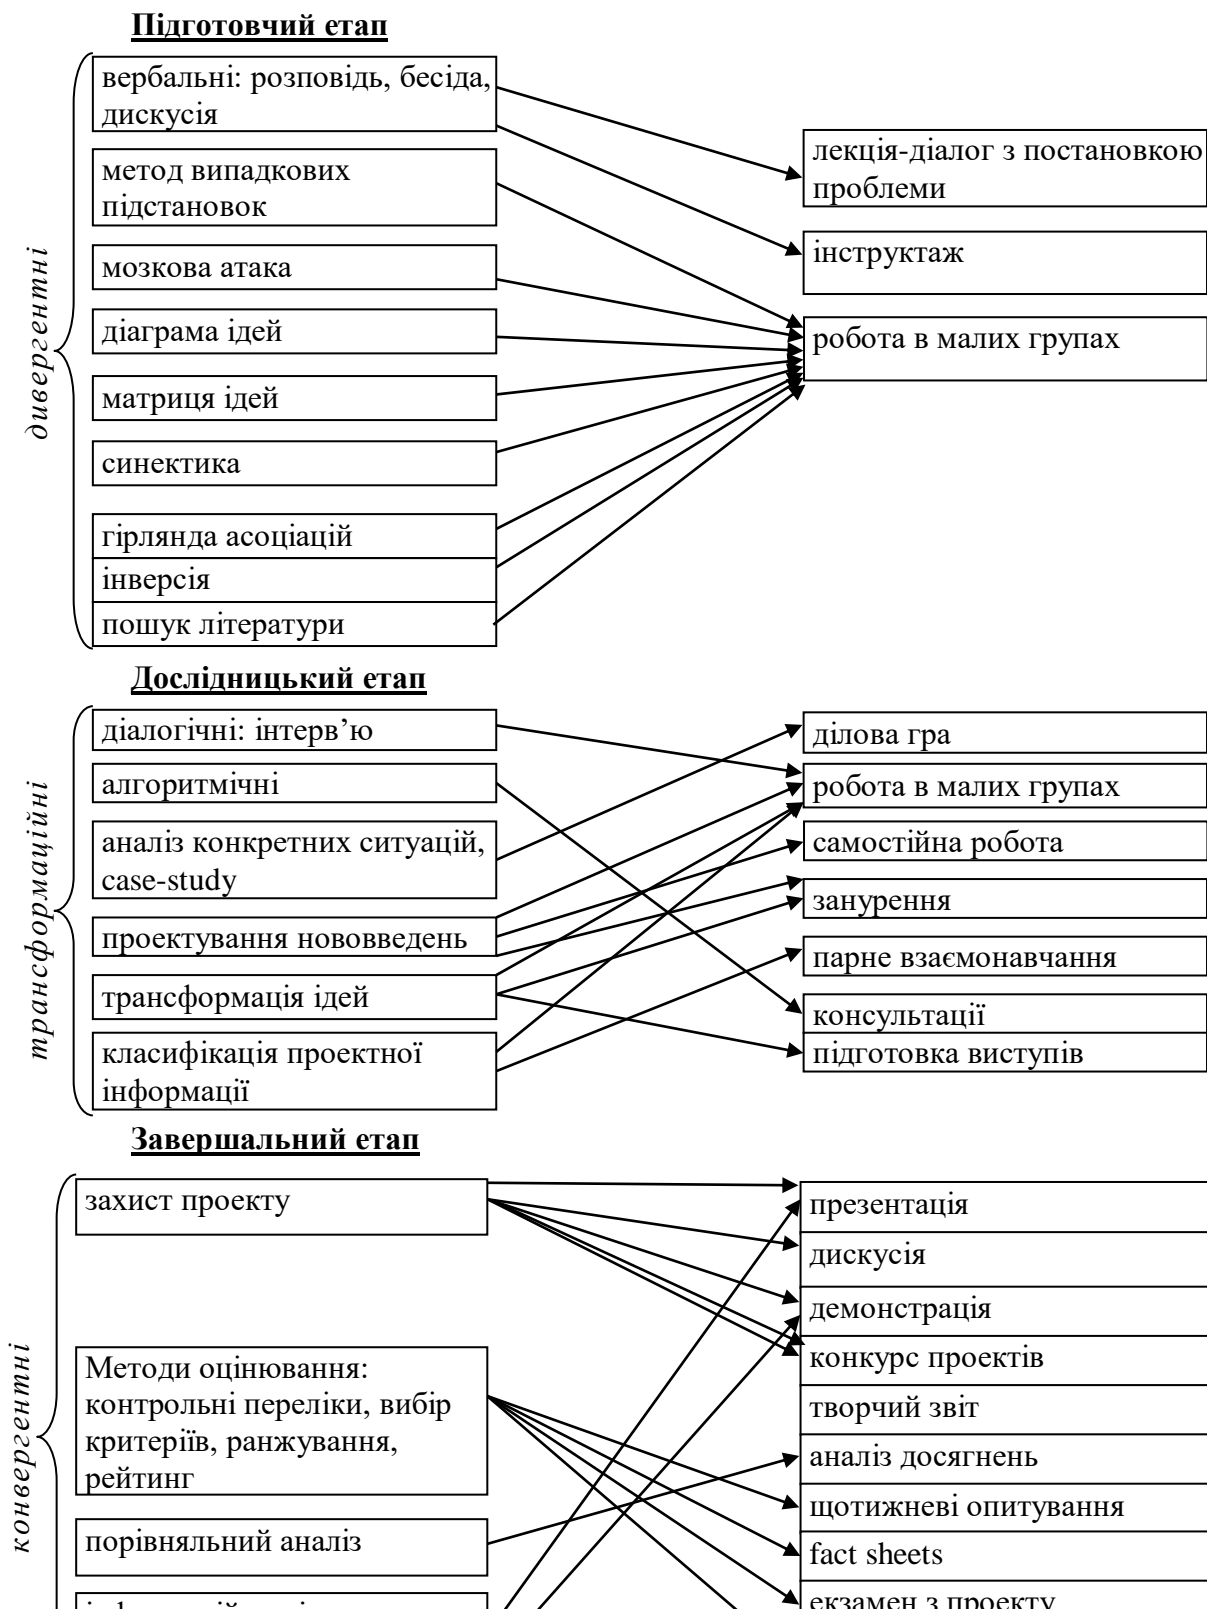 Підготовчий етап
дивергентні
вербальні: розповідь, бесіда,
дискусія
метод випадкових
підстановок
мозкова атака
діаграма ідей
матриця ідей
синектика
гірлянда асоціацій
інверсія
пошук літератури
лекція-діалог з постановкою
проблеми
інструктаж
робота в малих групах
Дослідницький етап
трансформаційні
діалогічні: інтерв’ю
алгоритмічні
аналіз конкретних ситуацій,
case-study
проектування нововведень
трансформація ідей
класифікація проектної
інформації
ділова гра
робота в малих групах
самостійна робота
занурення
парне взаємонавчання
консультації
підготовка виступів
Завершальний етап
конвергентні
захист проекту
Методи оцінювання:
контрольні переліки, вибір
критеріїв, ранжування,
рейтинг
порівняльний аналіз
презентація
дискусія
демонстрація
конкурс проектів
творчий звіт
аналіз досягнень
щотижневі опитування
fact sheets
екзамен з проекту